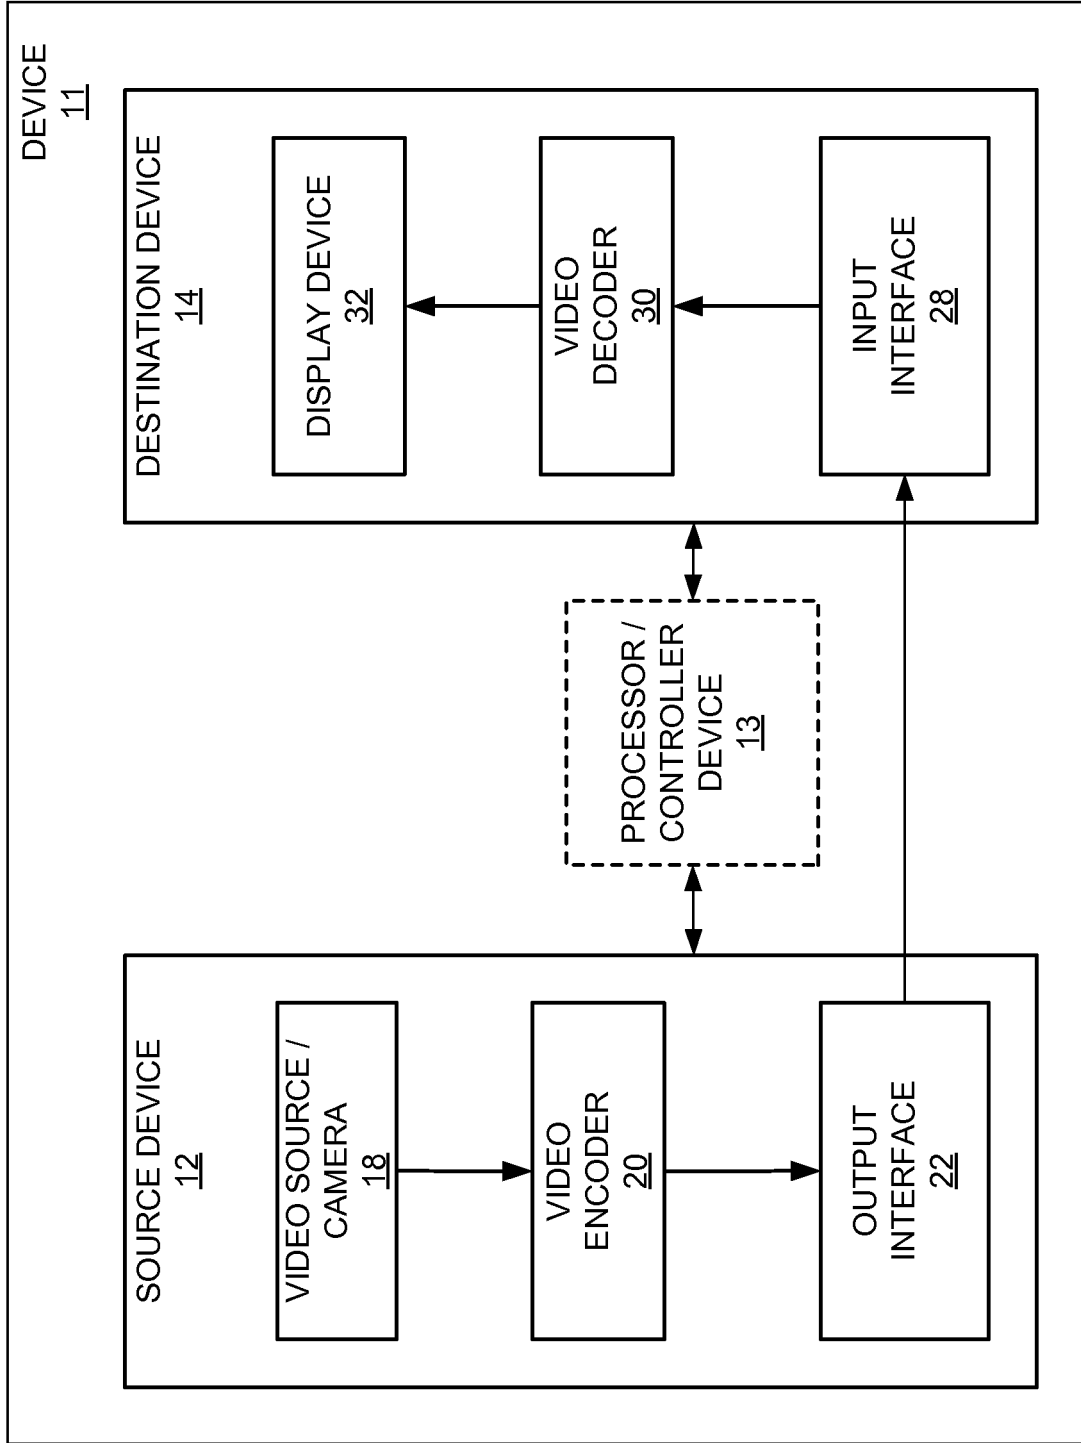 DEVICE
11
SOURCE DEVICE
12
VIDEO SOURCE /
CAMERA
18
VIDEO
ENCODER
20
OUTPUT
INTERFACE
22
PROCESSOR /
CONTROLLER
DEVICE
13
DESTINATION DEVICE
14
DISPLAY DEVICE
32
VIDEO
DECODER
30
INPUT
INTERFACE
28